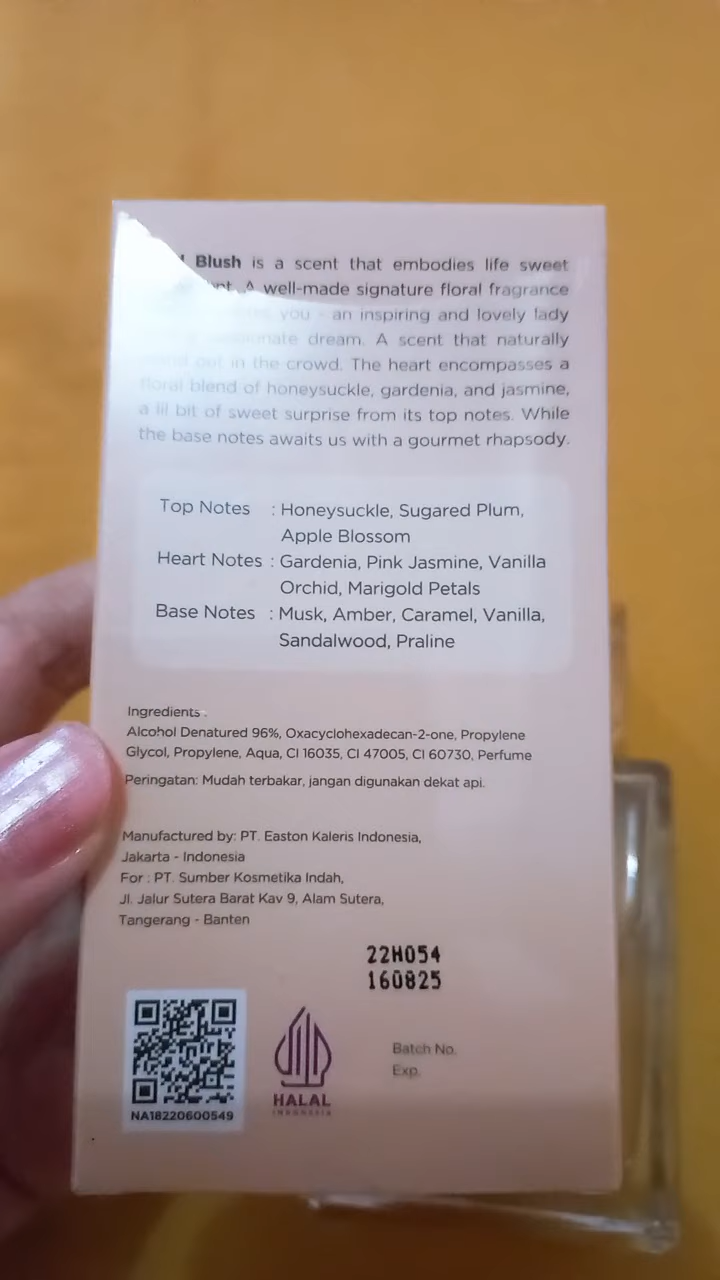 Blush is a scent that embodies life sweet
A well-made signature floral fragrance
you - an inspiring and lovely lady
dream. A scent that naturally
out in the crowd. The heart encompasses a
floral blend of honeysuckle, gardenia, and jasmine,
a lil bit of sweet surprise from its top notes. While
the base notes awaits us with a gourmet rhapsody.
Top Notes : Honeysuckle, Sugared Plum,
Apple Blossom
Heart Notes : Gardenia, Pink Jasmine, Vanilla
Orchid, Marigold Petals
Base Notes : Musk, Amber, Caramel, Vanilla,
Sandalwood, Praline
Ingredients :
Alcohol Denatured 96%, Oxacyclohexadecan-2-one, Propylene
Glycol, Propylene, Aqua, CI 16035, CI 47005, CI 60730, Perfume
Peringatan: Mudah terbakar, jangan digunakan dekat api.
Manufactured by: PT. Easton Kaleris Indonesia,
Jakarta - Indonesia
For : PT. Sumber Kosmetika Indah,
Jl. Jalur Sutera Barat Kav 9, Alam Sutera,
Tangerang - Banten
22H054
160825
Batch No.
Exp.
NA18220600549
HALAL
INDONESIA